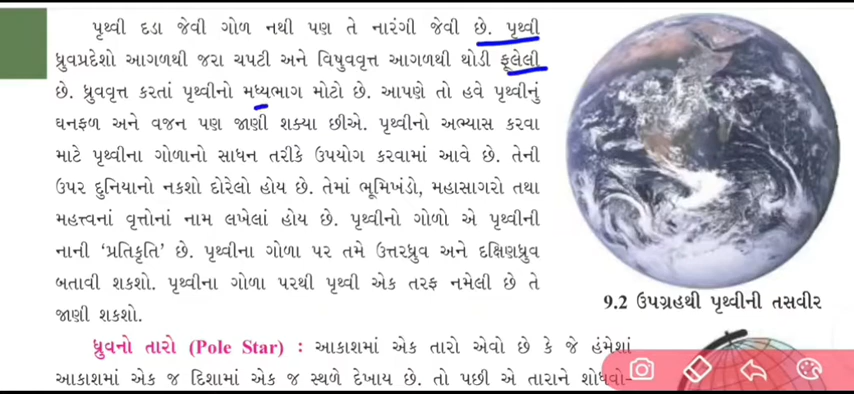 પૃથ્વી દડા જેવી ગોળ નથી પણ તે નારંગી જેવી છે. પૃથ્વી
ધ્રુવપ્રદેશો આગળથી જરા ચપટી અને વિષુવવૃત્ત આગળથી થોડી ફૂલેલી
છે. ધ્રુવવૃત્ત કરતાં પૃથ્વીનો મધ્યભાગ મોટો છે. આપણે તો હવે પૃથ્વીનું
ઘનફળ અને વજન પણ જાણી શક્યા છીએ. પૃથ્વીનો અભ્યાસ કરવા
માટે પૃથ્વીના ગોળાનો સાધન તરીકે ઉપયોગ કરવામાં આવે છે. તેની
ઉપર દુનિયાનો નકશો દોરેલો હોય છે. તેમાં ભૂમિખંડો, મહાસાગરો તથા
મહત્ત્વનાં વૃત્તોનાં નામ લખેલાં હોય છે. પૃથ્વીનો ગોળો એ પૃથ્વીની
નાની ‘પ્રતિકૃતિ’ છે. પૃથ્વીના ગોળા પર તમે ઉત્તરધ્રુવ અને દક્ષિણધ્રુવ
બતાવી શકશો. પૃથ્વીના ગોળા પરથી પૃથ્વી એક તરફ નમેલી છે તે
જાણી શકશો.
9.2 ઉપગ્રહથી પૃથ્વીની તસવીર
ધ્રુવનો તારો (Pole Star) : આકાશમાં એક તારો એવો છે કે જે હંમેશાં
આકાશમાં એક જ દિશામાં એક જ સ્થળે દેખાય છે. તો પછી એ તારાને શોધવો-